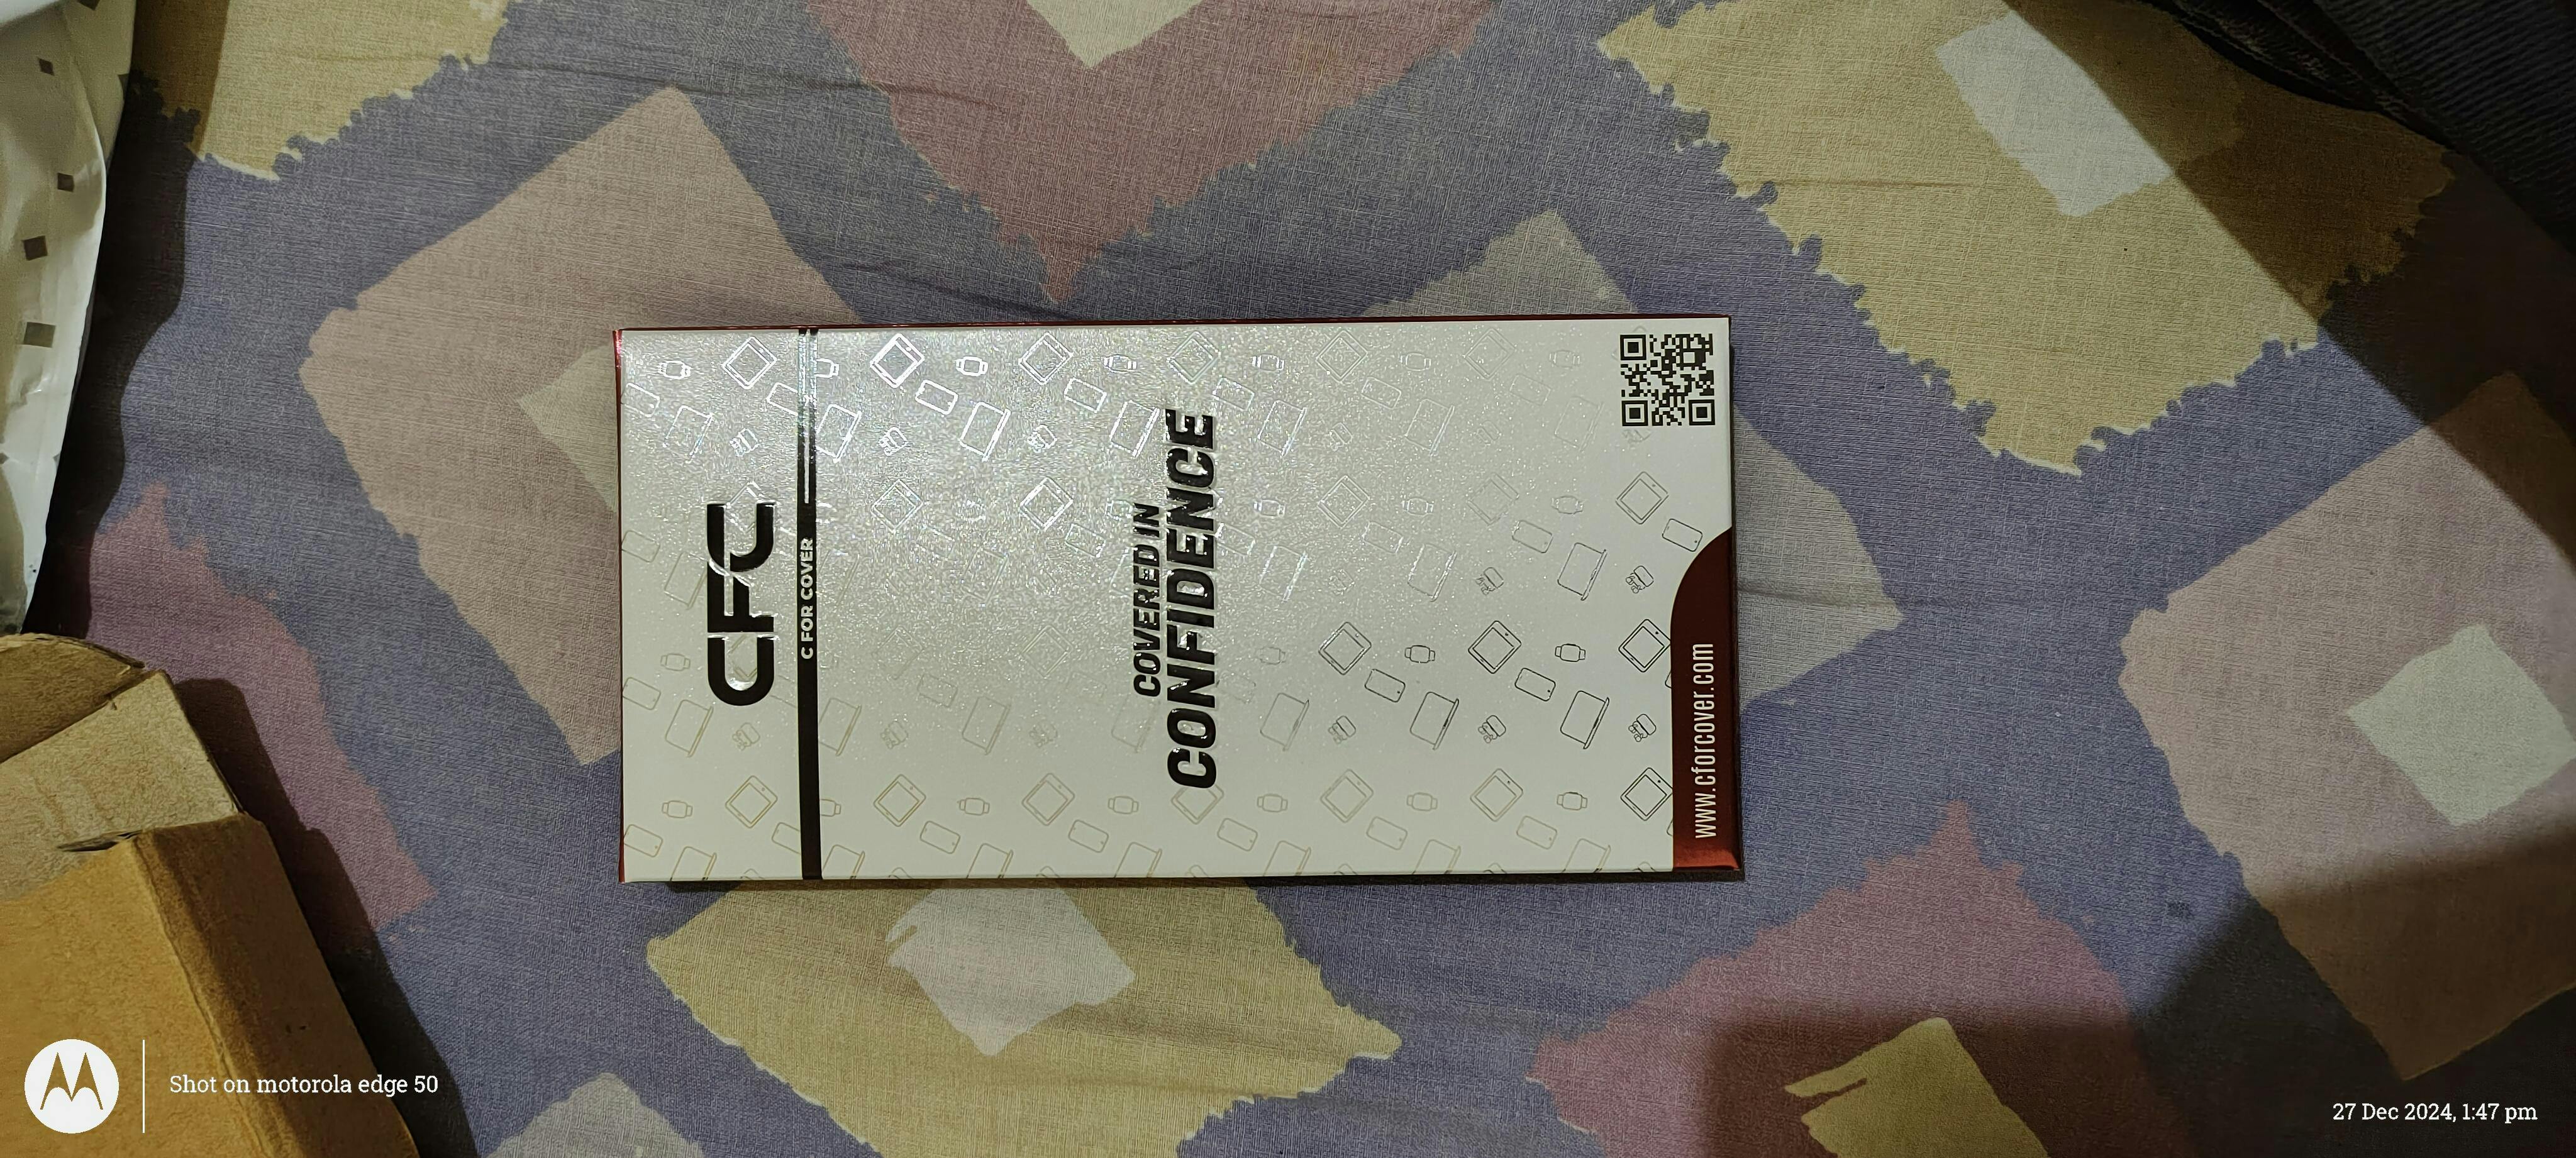 CFC
C FOR COVER
COVERED IN
CONFIDENCE
www.cforcover.com
Shot on motorola edge 50
27 Dec 2024, 1:47 pm